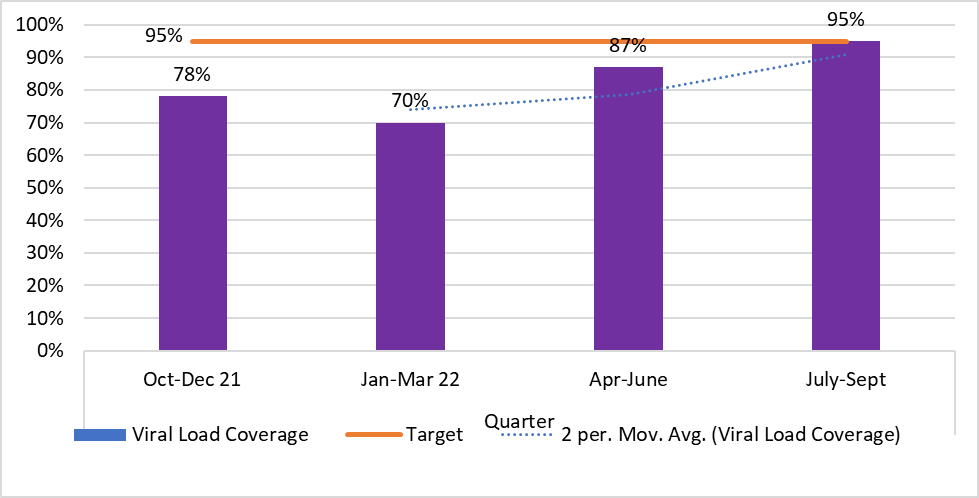 100%
90%
80%
70%
60%
50%
40%
30%
20%
10%
0%
95%
78%
70%
87%
95%
Oct-Dec 21
Jan-Mar 22
Apr-June
July-Sept
Quarter
Viral Load Coverage
Target
2 per. Mov. Avg. (Viral Load Coverage)